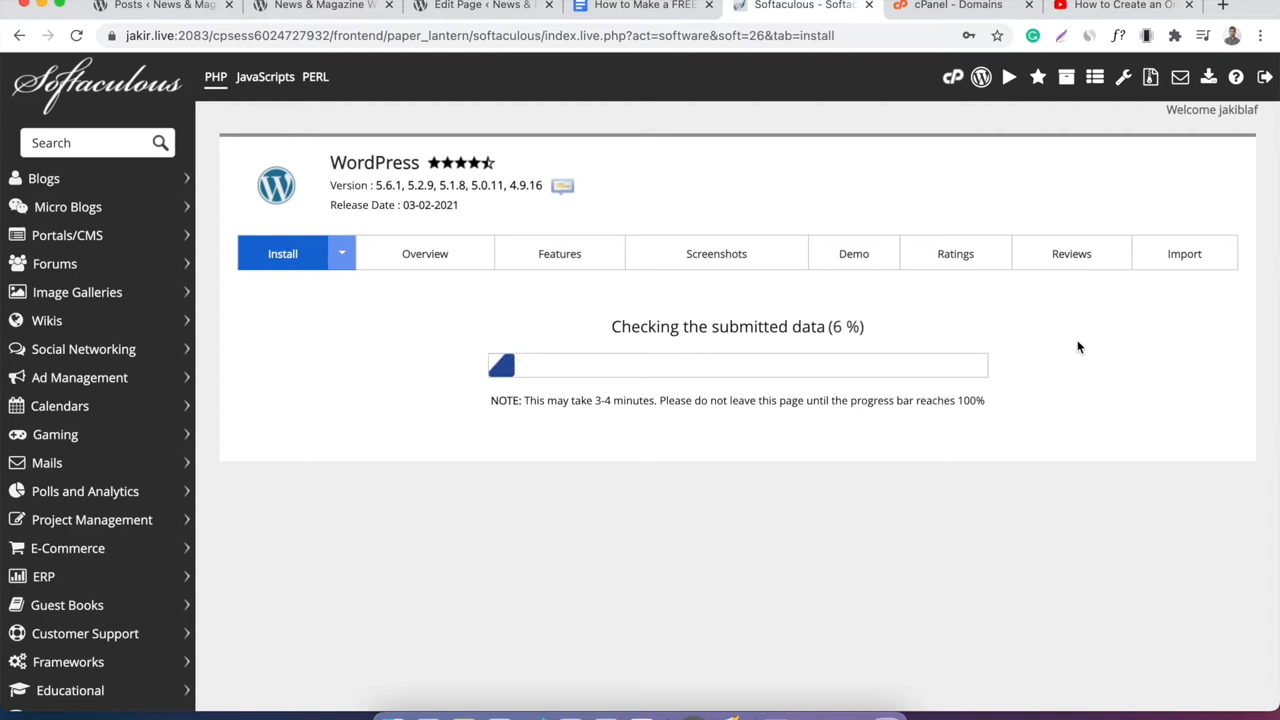 Posts ‹ News & Mag
News & Magazine W
Edit Page ‹ News &
How to Make a FREE
Softaculous - Softac
cPanel - Domains
How to Create an On
jakir.live:2083/cpsess6024727932/frontend/paper_lantern/softaculous/index.live.php?act=software&soft=26&tab=install
Softaculous
PHP JavaScripts PERL
Welcome jakiblaf
Search
Blogs
Micro Blogs
Portals/CMS
Forums
Image Galleries
Wikis
Social Networking
Ad Management
Calendars
Gaming
Mails
Polls and Analytics
Project Management
E-Commerce
ERP
Guest Books
Customer Support
Frameworks
Educational
WordPress
Version : 5.6.1, 5.2.9, 5.1.8, 5.0.11, 4.9.16
Release Date : 03-02-2021
Install Overview Features Screenshots Demo Ratings Reviews Import
Checking the submitted data (6 %)
NOTE: This may take 3-4 minutes. Please do not leave this page until the progress bar reaches 100%